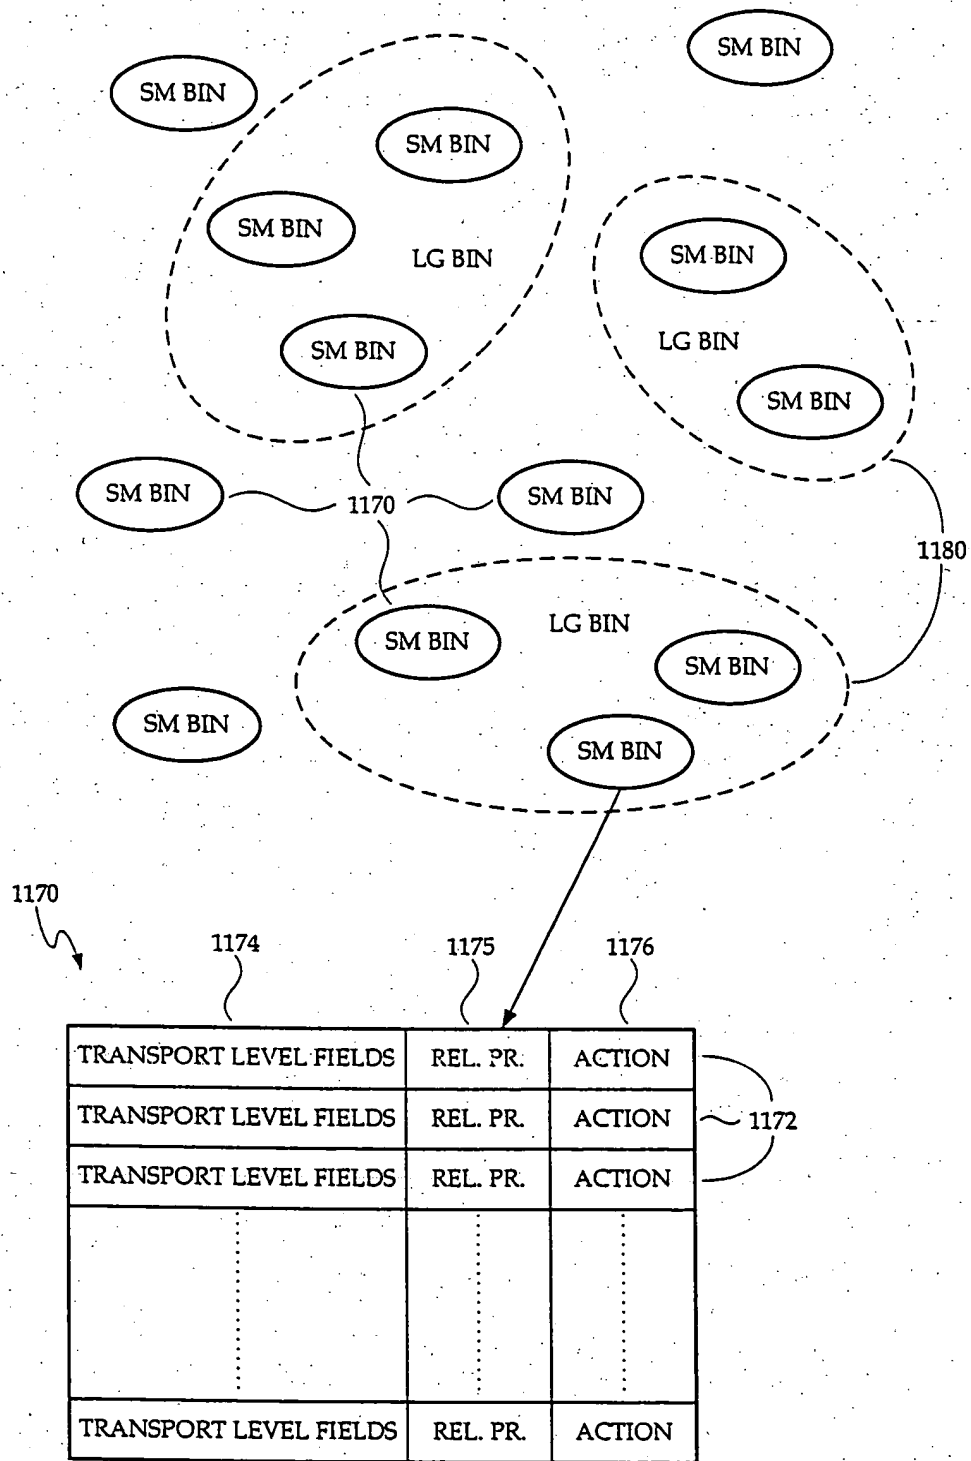 SM BIN
SM BIN
SM BIN
SM BIN
SM BIN
LG BIN
SM BIN
LG BIN
SM BIN
SM BIN
SM BIN
1170
SM BIN
1180
LG BIN
SM BIN
SM BIN
SM BIN
SM BIN
1170
1174
1175
1176
TRANSPORT LEVEL FIELDS REL. PR. ACTION
TRANSPORT LEVEL FIELDS REL. PR. ACTION
1172
TRANSPORT LEVEL FIELDS REL. PR. ACTION
TRANSPORT LEVEL FIELDS REL. PR. ACTION